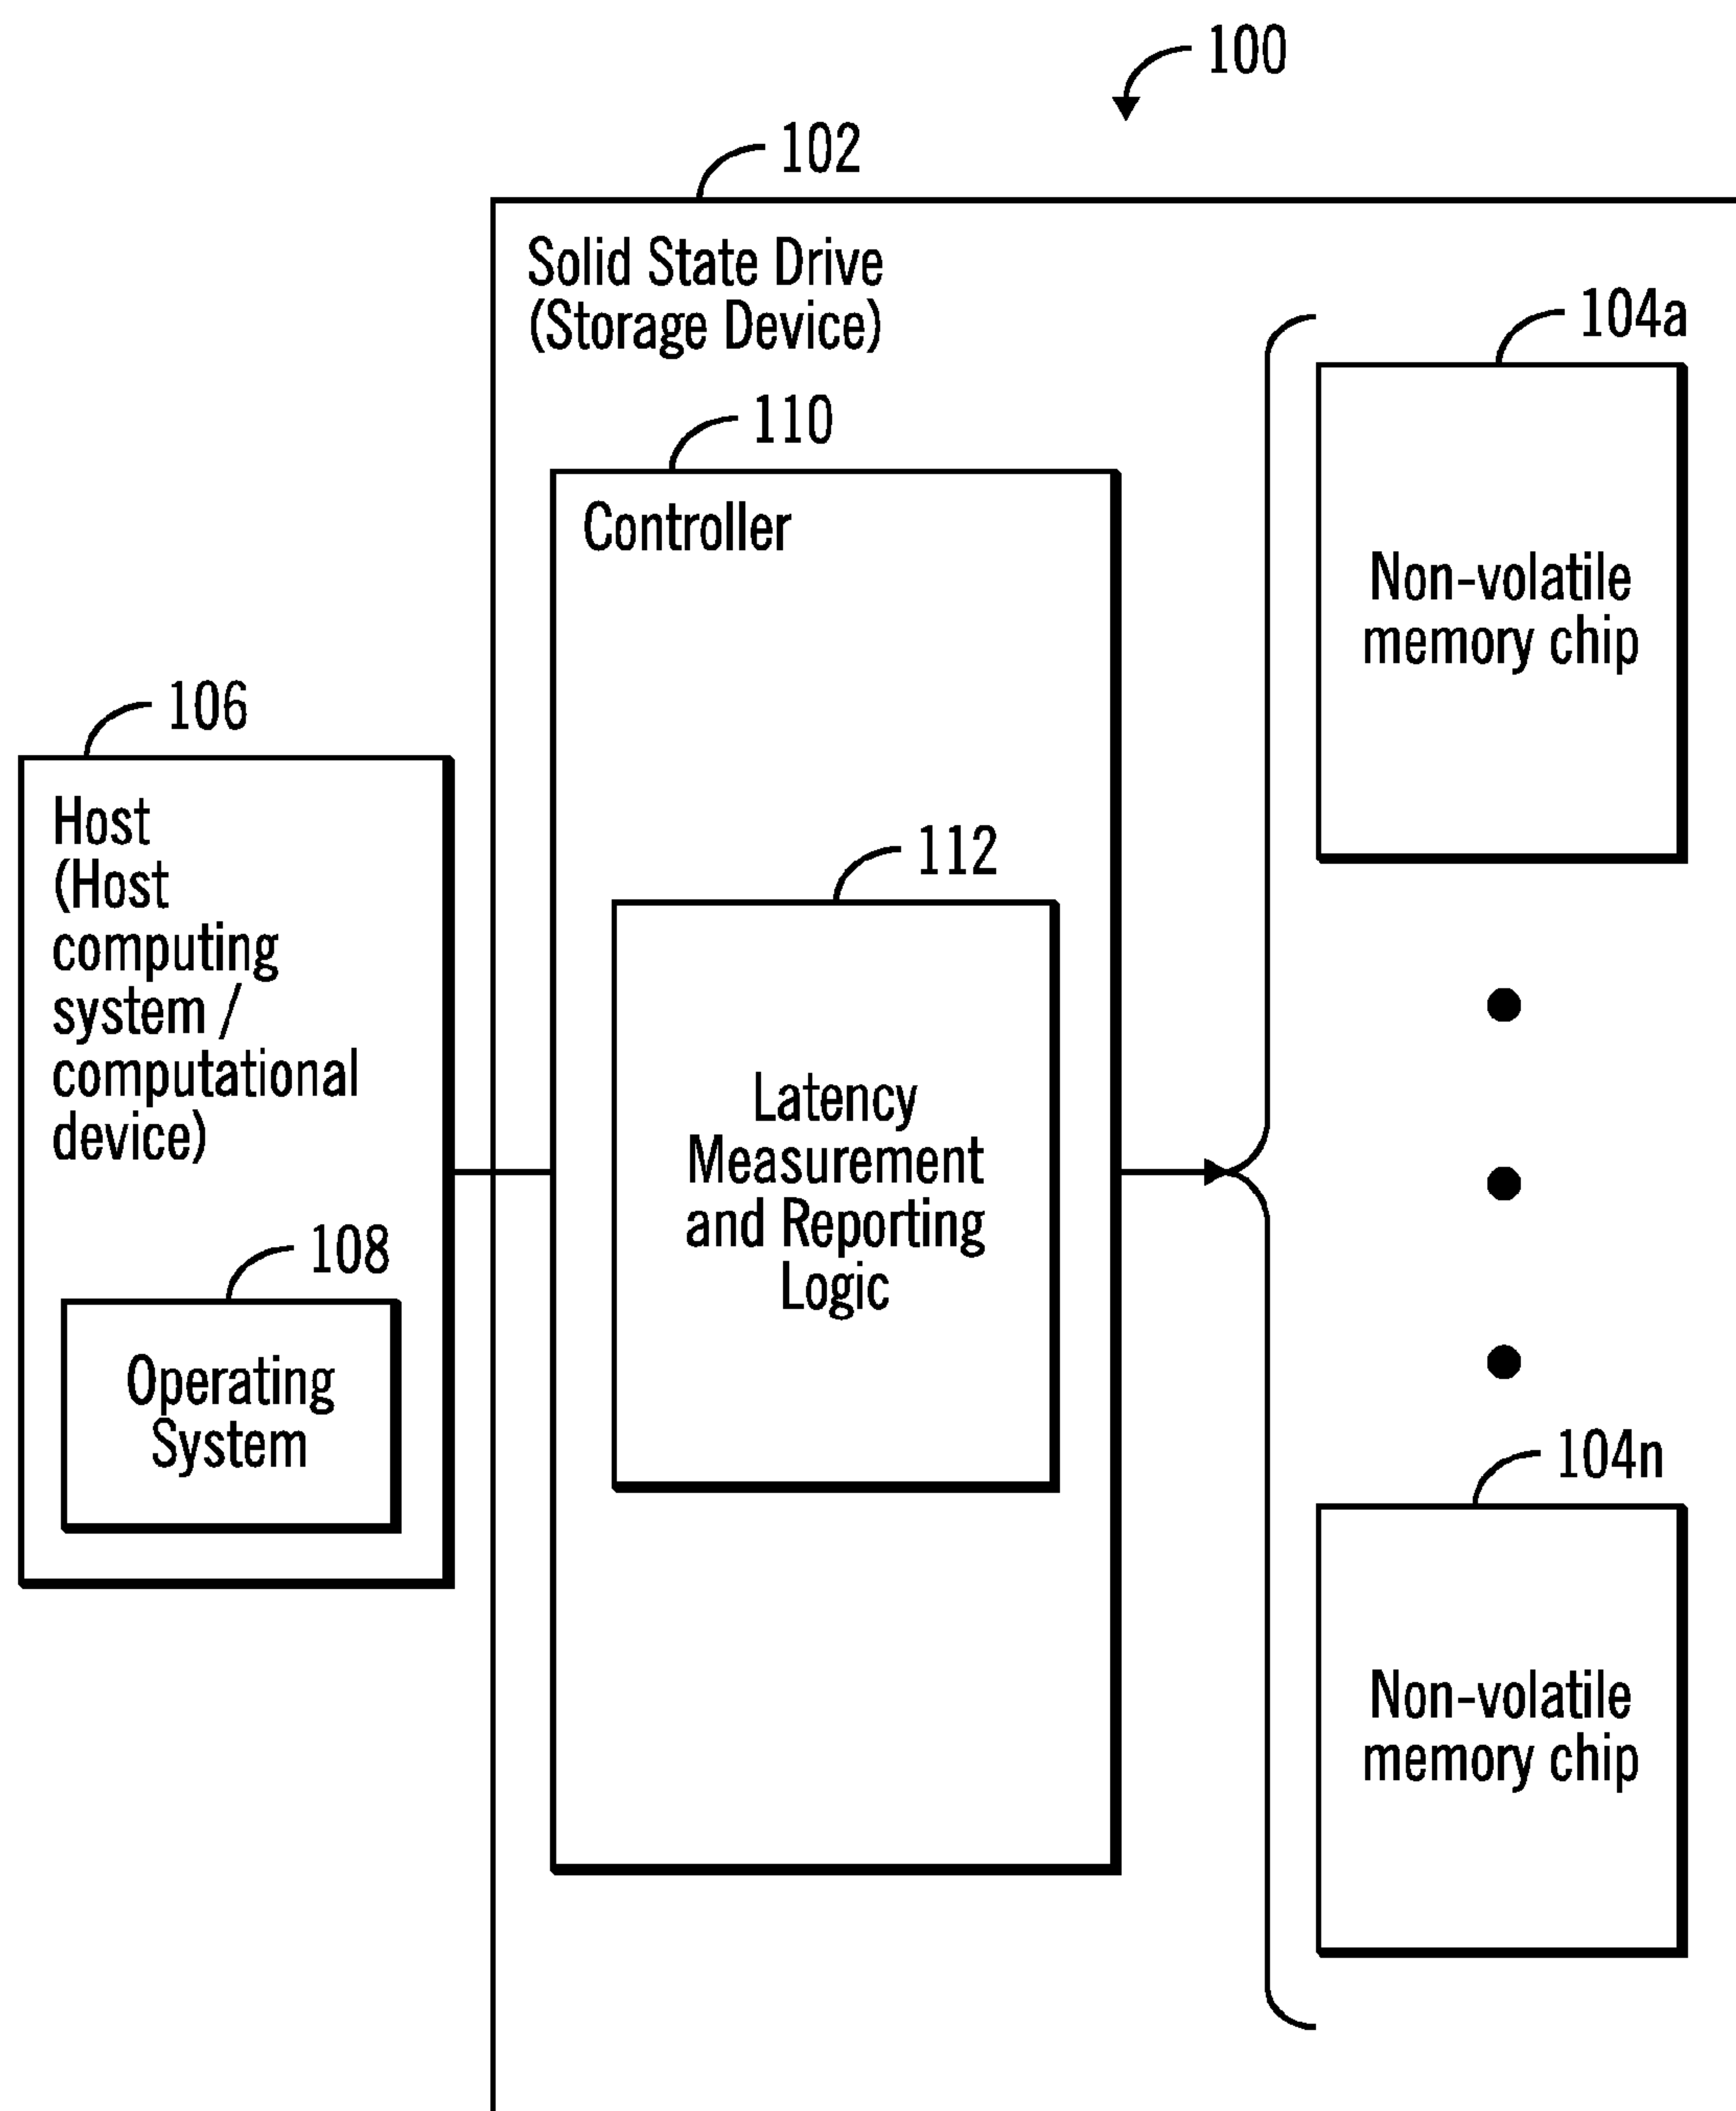 100
102
Solid State Drive
(Storage Device)
104a
Non-volatile
memory chip
110
Controller
106
Host
(Host
computing
system /
computational
device)
112
Latency
Measurement
and Reporting
Logic
108
Operating
System
104n
Non-volatile
memory chip